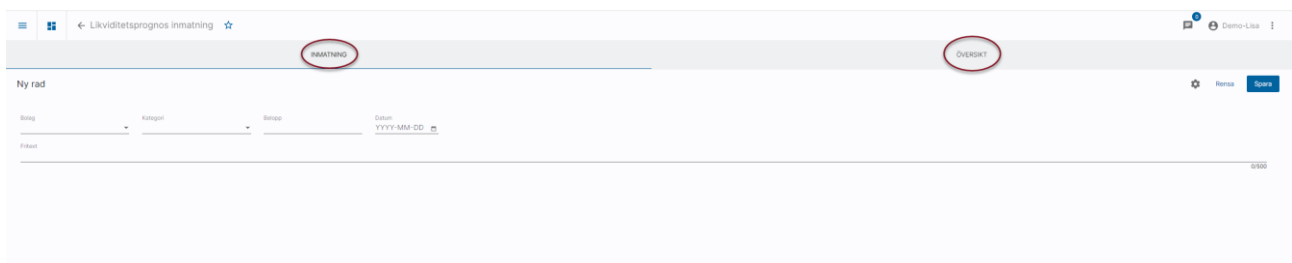 Likviditetsprognos inmatning
0
Demo-Lisa
INMATNING
ÖVERSIKT
Ny rad
Rensa
Spara
Bolag
Kategori
Belopp
Datum
YYYY-MM-DD
Fritext
0/500